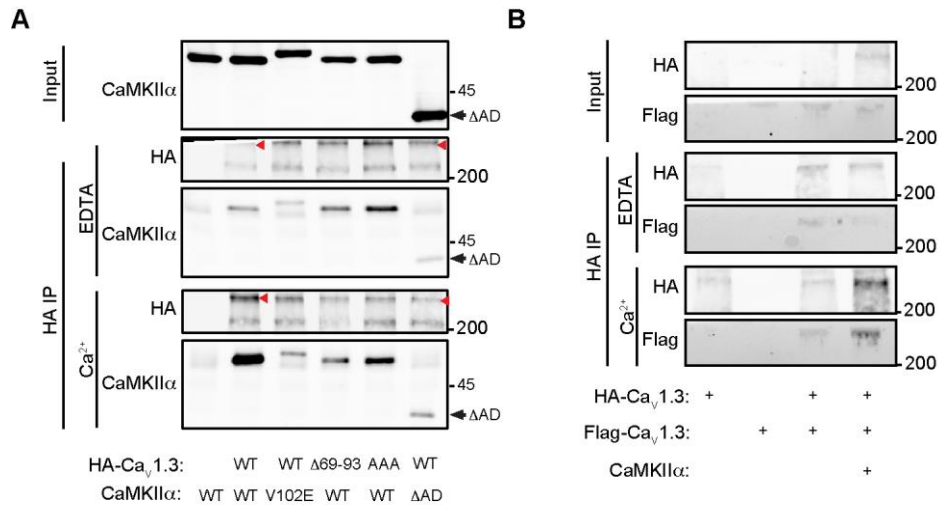 A
Input
CaMKIIα
45
ΔAD
HA IP
EDTA
HA
200
CaMKIIα
45
ΔAD
Ca²⁺
HA
200
CaMKIIα
45
ΔAD
HA-CaV1.3: WT WT Δ69-93 AAA WT
CaMKIIα: WT WT V102E WT WT ΔAD
B
Input
HA
200
Flag
200
HA IP
EDTA
HA
Flag
200
Ca²⁺
HA
Flag
200
HA-CaV1.3: + + +
Flag-CaV1.3: + + +
CaMKIIα: +